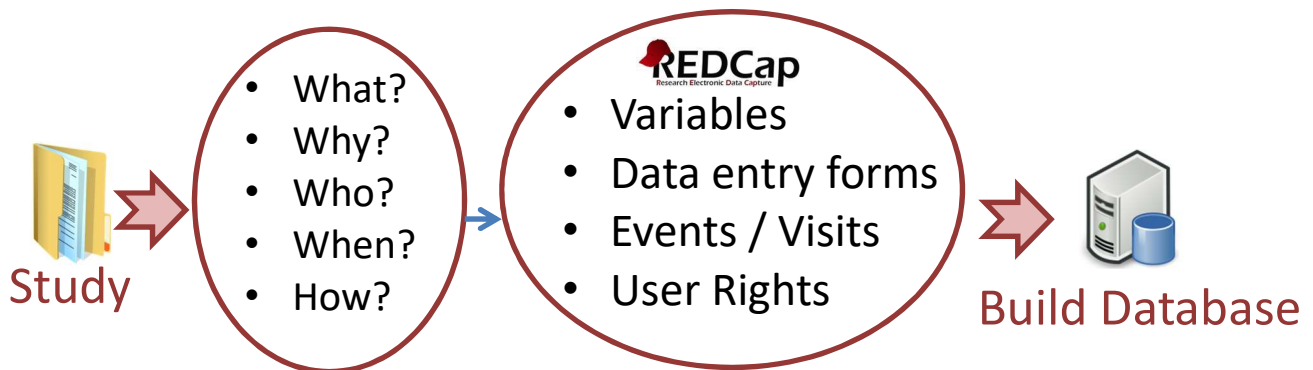 Study
• What?
• Why?
• Who?
• When?
• How?
REDCap
Research Electronic Data Capture
• Variables
• Data entry forms
• Events / Visits
• User Rights
Build Database